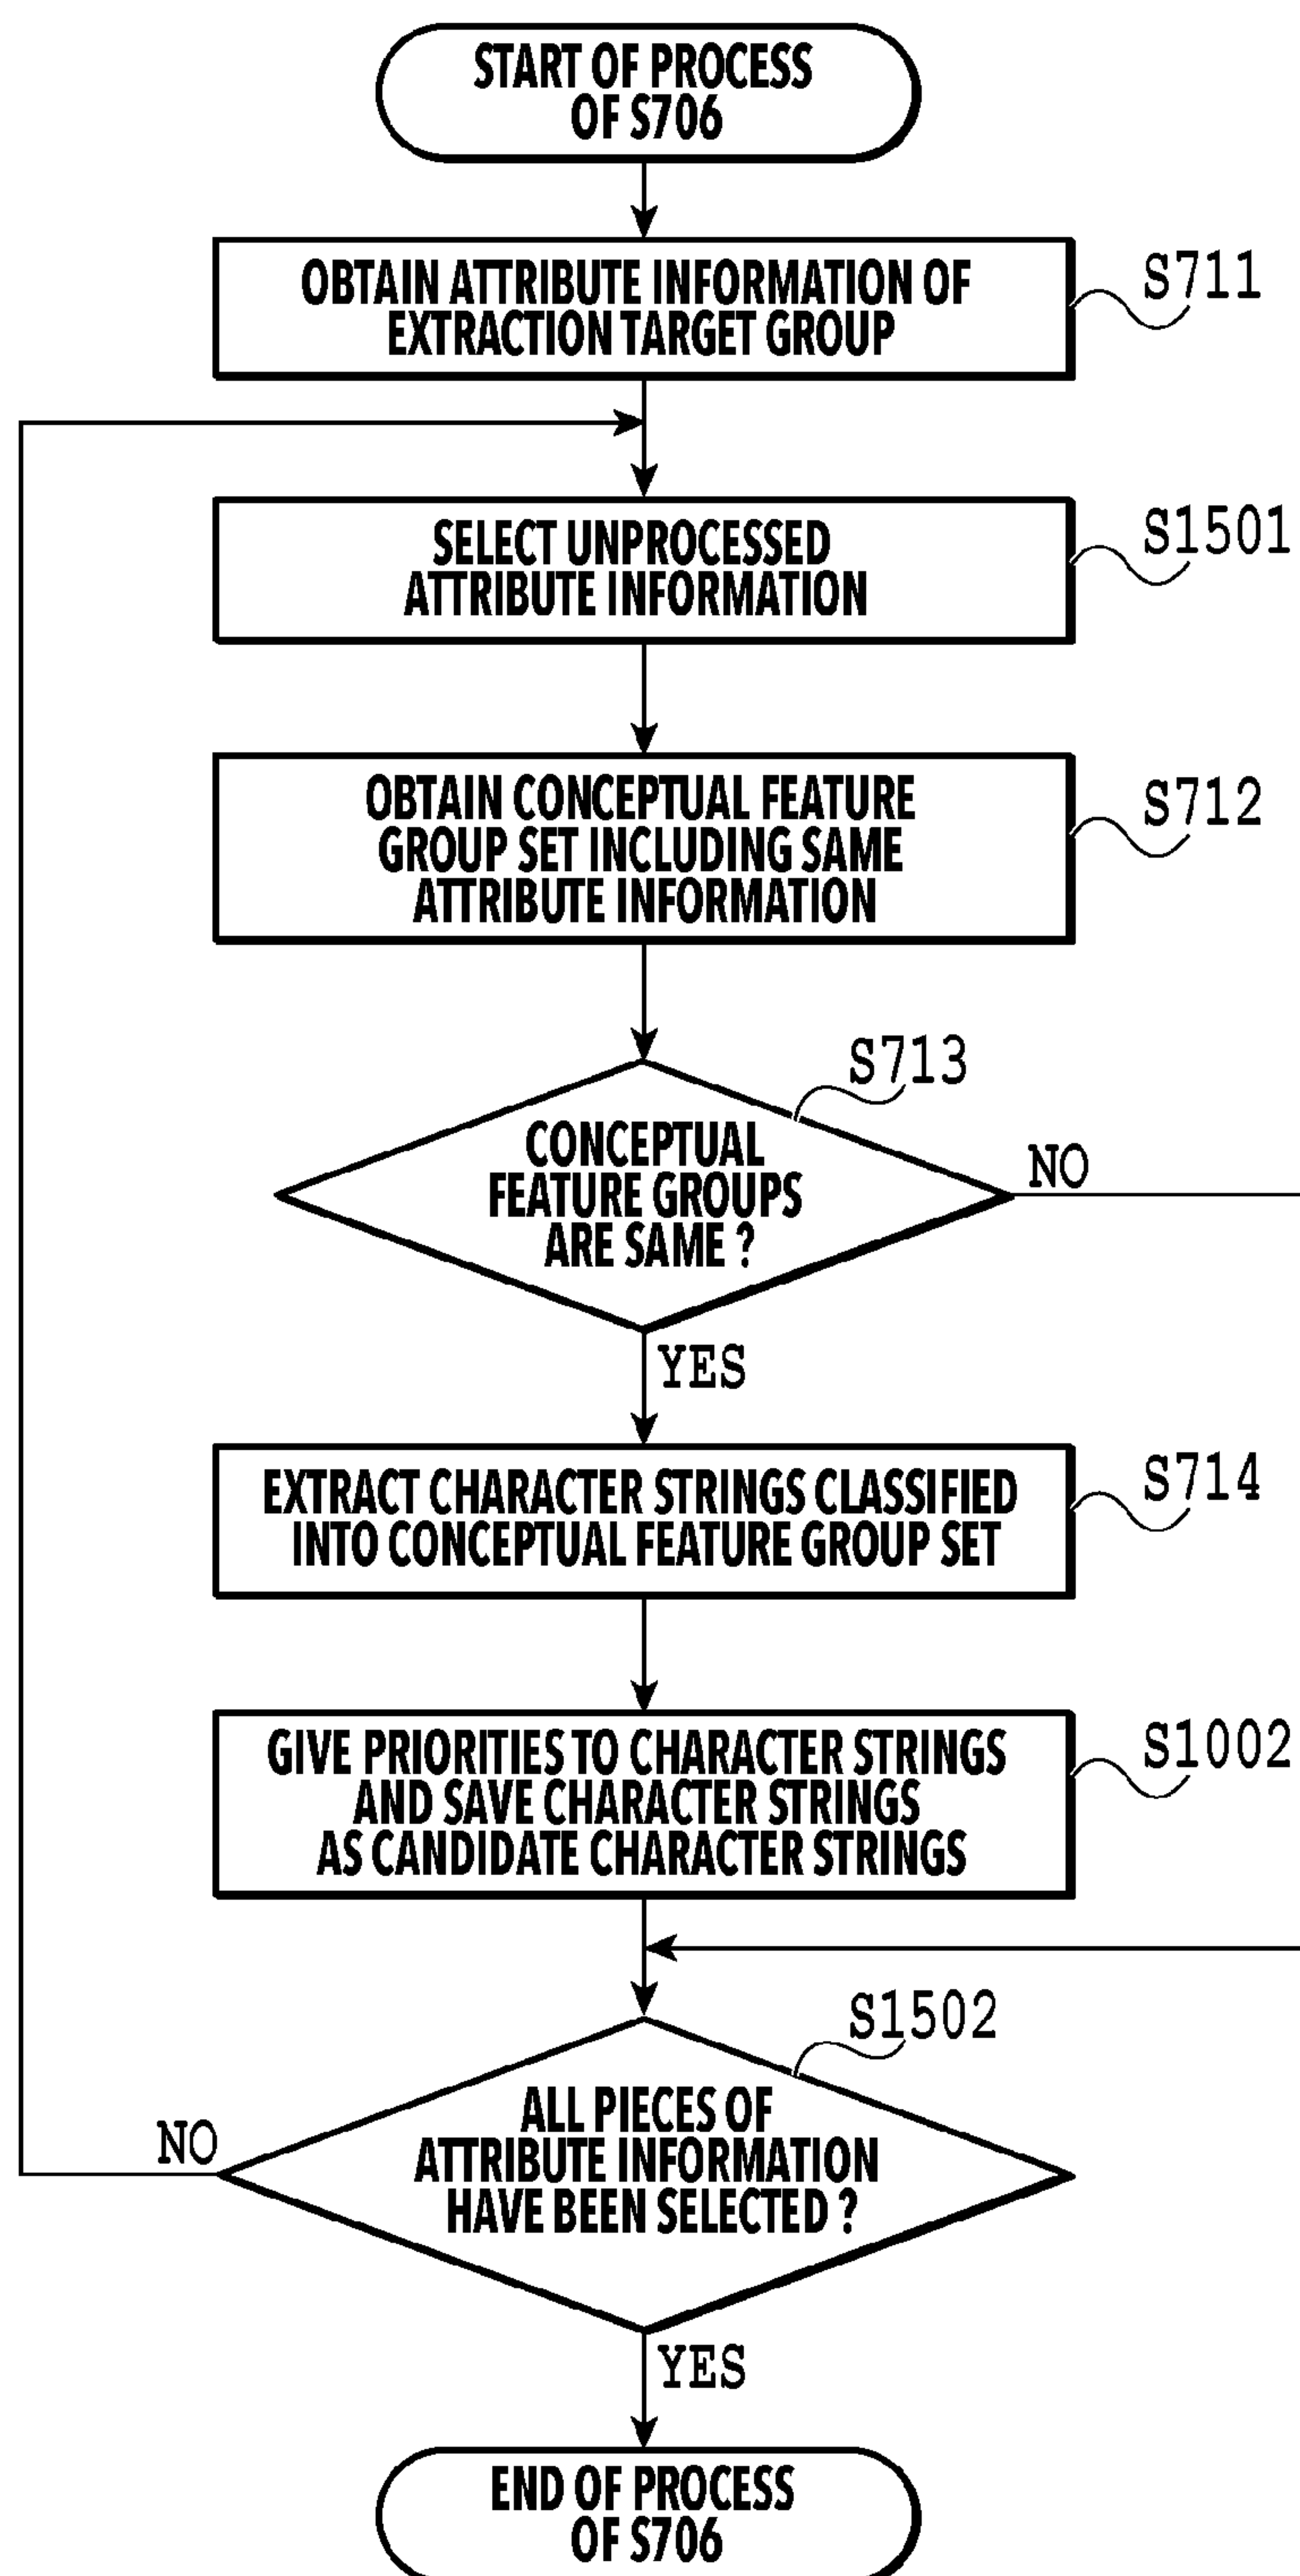 START OF PROCESS
OF S706
OBTAIN ATTRIBUTE INFORMATION OF
EXTRACTION TARGET GROUP
S711
SELECT UNPROCESSED
ATTRIBUTE INFORMATION
S1501
OBTAIN CONCEPTUAL FEATURE
GROUP SET INCLUDING SAME
ATTRIBUTE INFORMATION
S712
S713
CONCEPTUAL
FEATURE GROUPS
ARE SAME ?
NO
YES
EXTRACT CHARACTER STRINGS CLASSIFIED
INTO CONCEPTUAL FEATURE GROUP SET
S714
GIVE PRIORITIES TO CHARACTER STRINGS
AND SAVE CHARACTER STRINGS
AS CANDIDATE CHARACTER STRINGS
S1002
S1502
ALL PIECES OF
ATTRIBUTE INFORMATION
HAVE BEEN SELECTED ?
NO
YES
END OF PROCESS
OF S706